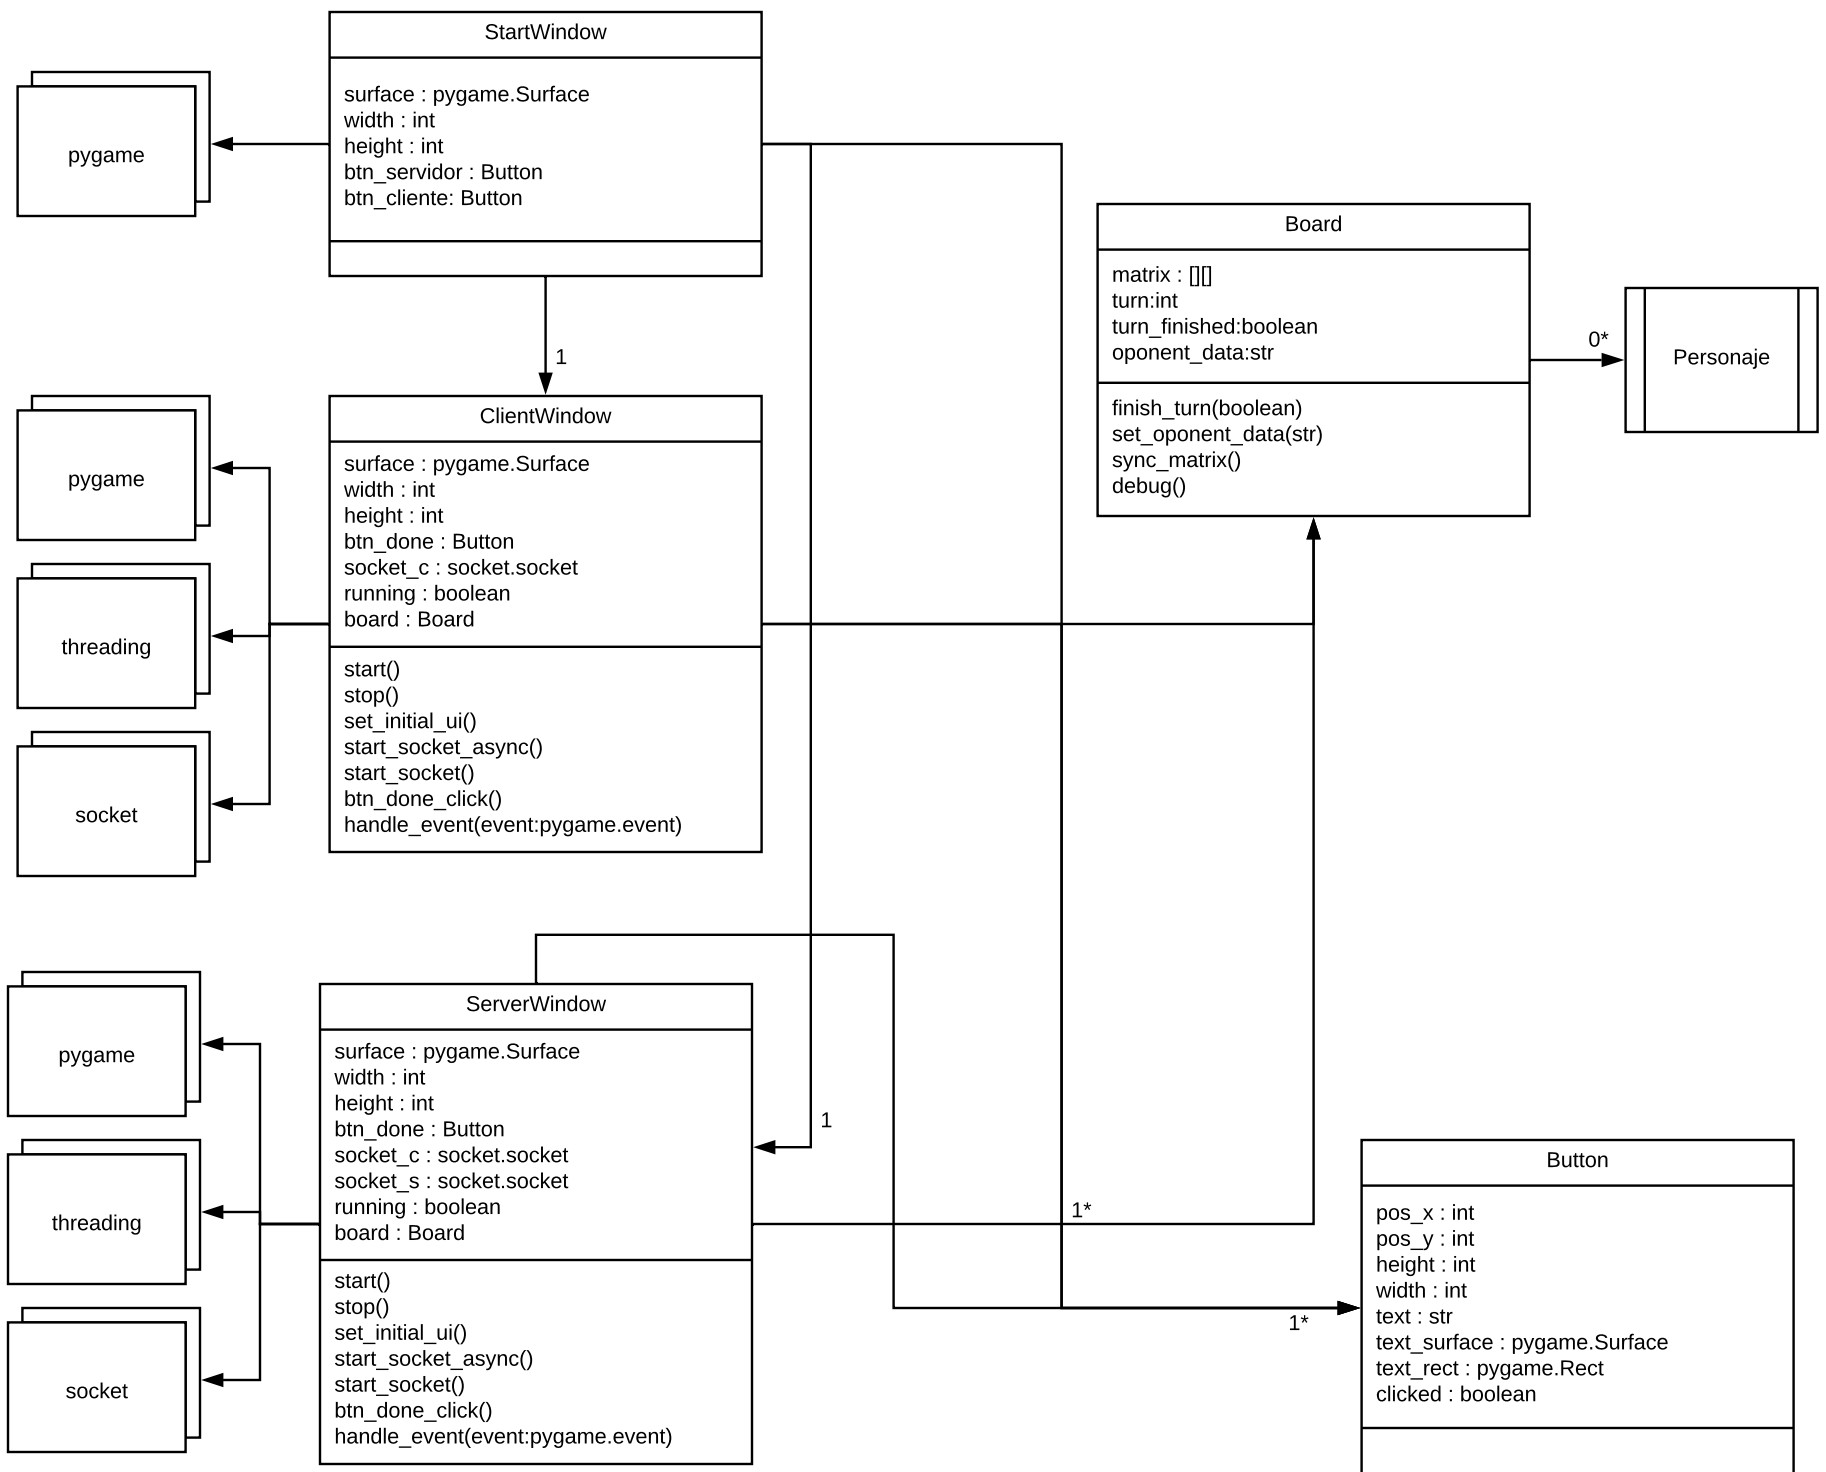 StartWindow
surface : pygame.Surface
width : int
height : int
btn_servidor : Button
btn_cliente: Button
pygame
Board
matrix : [][]
turn:int
turn_finished:boolean
oponent_data:str
finish_turn(boolean)
set_oponent_data(str)
sync_matrix()
debug()
0*
Personaje
1
ClientWindow
surface : pygame.Surface
width : int
height : int
btn_done : Button
socket_c : socket.socket
running : boolean
board : Board
start()
stop()
set_initial_ui()
start_socket_async()
start_socket()
btn_done_click()
handle_event(event:pygame.event)
pygame
threading
socket
ServerWindow
surface : pygame.Surface
width : int
height : int
btn_done : Button
socket_c : socket.socket
socket_s : socket.socket
running : boolean
board : Board
start()
stop()
set_initial_ui()
start_socket_async()
start_socket()
btn_done_click()
handle_event(event:pygame.event)
pygame
threading
socket
1
1*
1*
Button
pos_x : int
pos_y : int
height : int
width : int
text : str
text_surface : pygame.Surface
text_rect : pygame.Rect
clicked : boolean